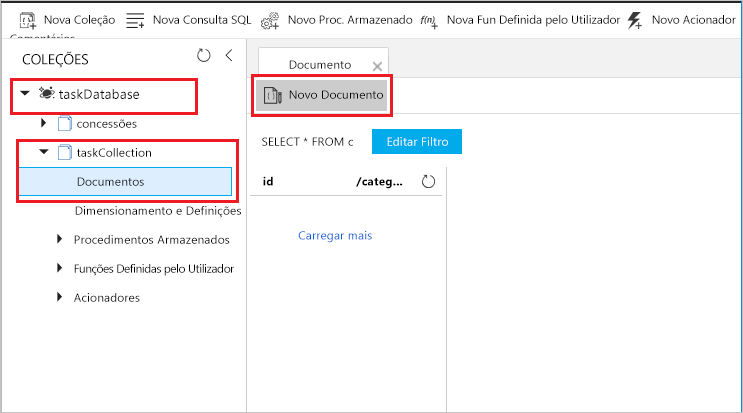 Nova Coleção Nova Consulta SQL Novo Proc. Armazenado f(n) Nova Fun Definida pelo Utilizador Novo Acionador
Comentários
COLEÇÕES
taskDatabase
concessões
taskCollection
Documentos
Dimensionamento e Definições
Procedimentos Armazenados
Funções Definidas pelo Utilizador
Acionadores
Documento
Novo Documento
SELECT * FROM c Editar Filtro
id /categ...
Carregar mais